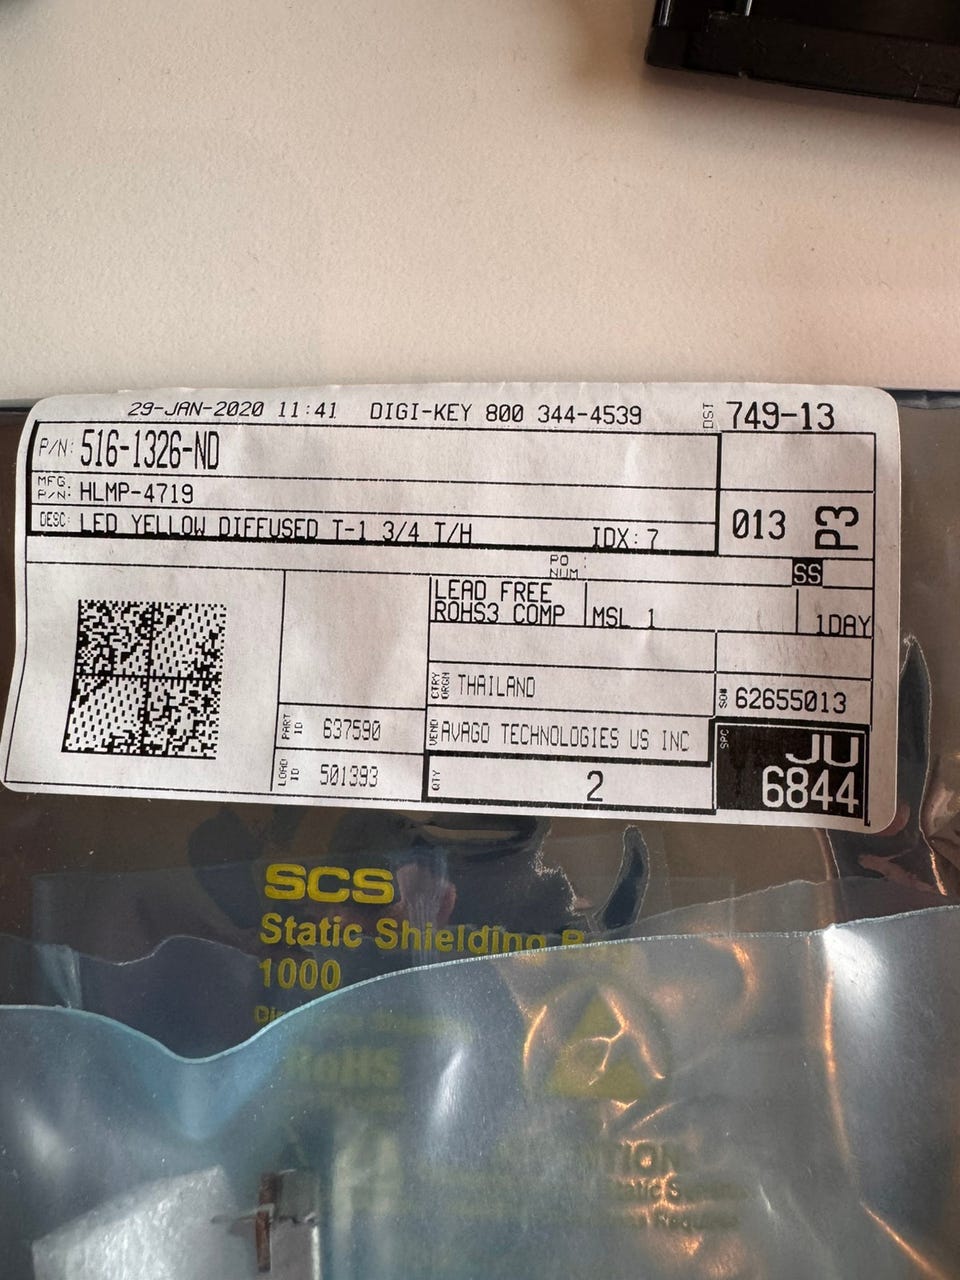 29-JAN-2020 11:41 DIGI-KEY 800 344-4539 DST 749-13
P/N: 516-1326-ND
MFG P/N: HLMP-4719
013 P3
DESC: LED YELLOW DIFFUSED T-1 3/4 T/H IDX: 7
PO NUM :
SS
LEAD FREE
ROHS3 COMP MSL 1 1DAY
CTRY ORGN THAILAND SO# 62655013
PART ID 637590 VEND AVAGO TECHNOLOGIES US INC SPC JU
LOAD ID 501393 QTY 2 6844
SCS
Static Shielding
1000
RoHS